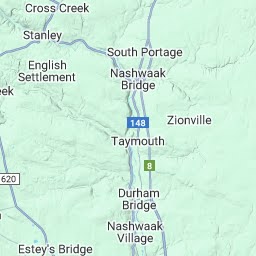 Cross Creek
Stanley
South Portage
Nashwaak
Bridge
English
Settlement
148
Zionville
Taymouth
8
620
Durham
Bridge
Nashwaak
Village
Estey's Bridge